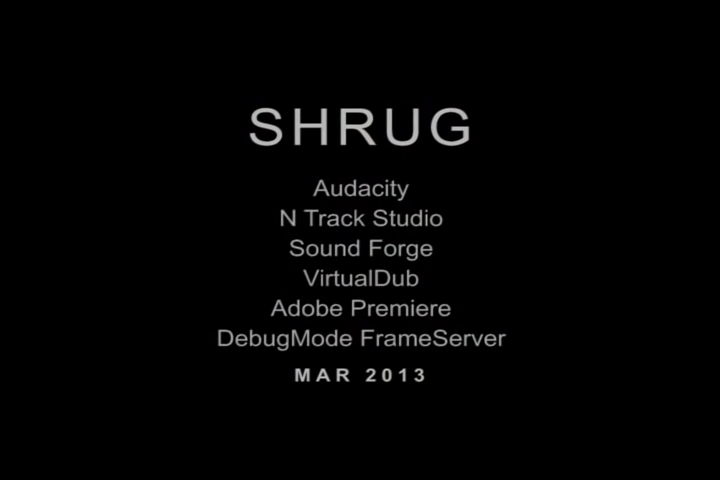 SHRUG
Audacity
N Track Studio
Sound Forge
VirtualDub
Adobe Premiere
DebugMode FrameServer
MAR 2013